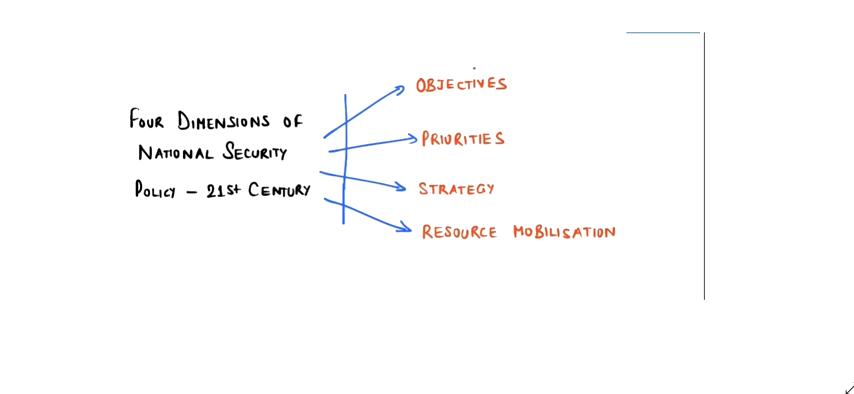 FOUR DIMENSIONS OF
NATIONAL SECURITY
POLICY – 21st CENTURY
OBJECTIVES
PRIORITIES
STRATEGY
RESOURCE MOBILISATION